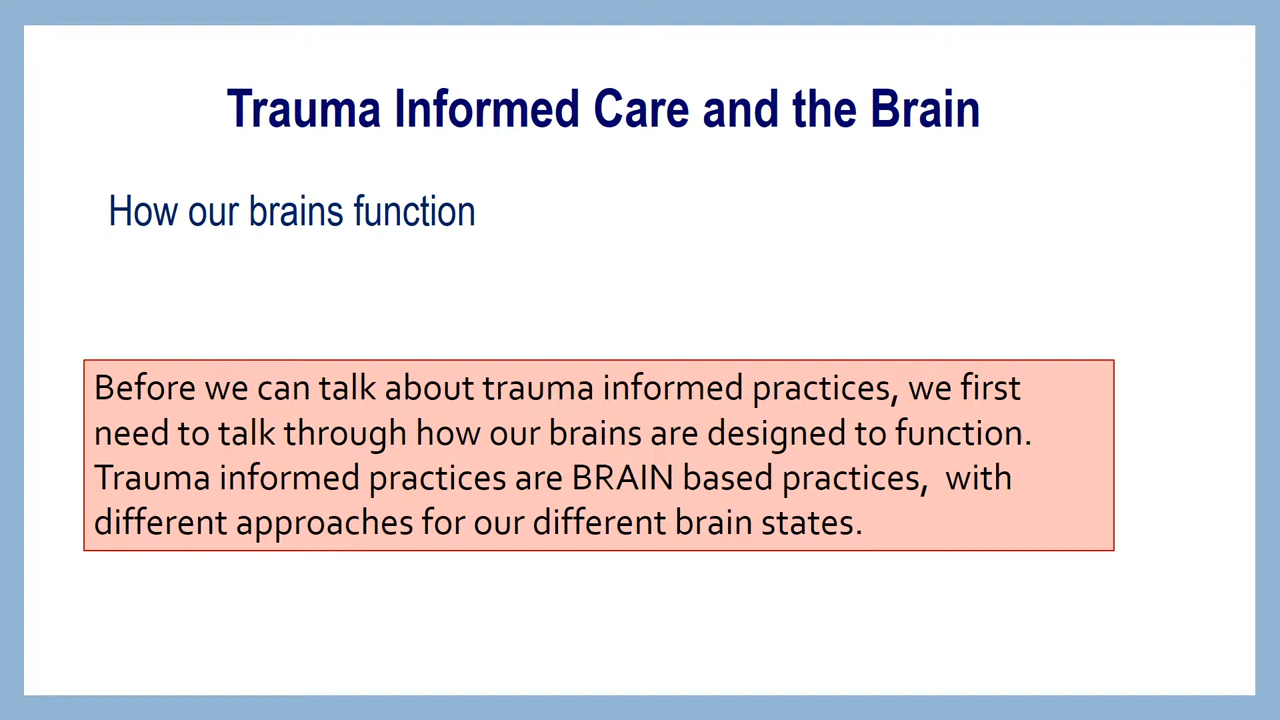 Trauma Informed Care and the Brain
How our brains function
Before we can talk about trauma informed practices, we first
need to talk through how our brains are designed to function.
Trauma informed practices are BRAIN based practices,  with
different approaches for our different brain states.